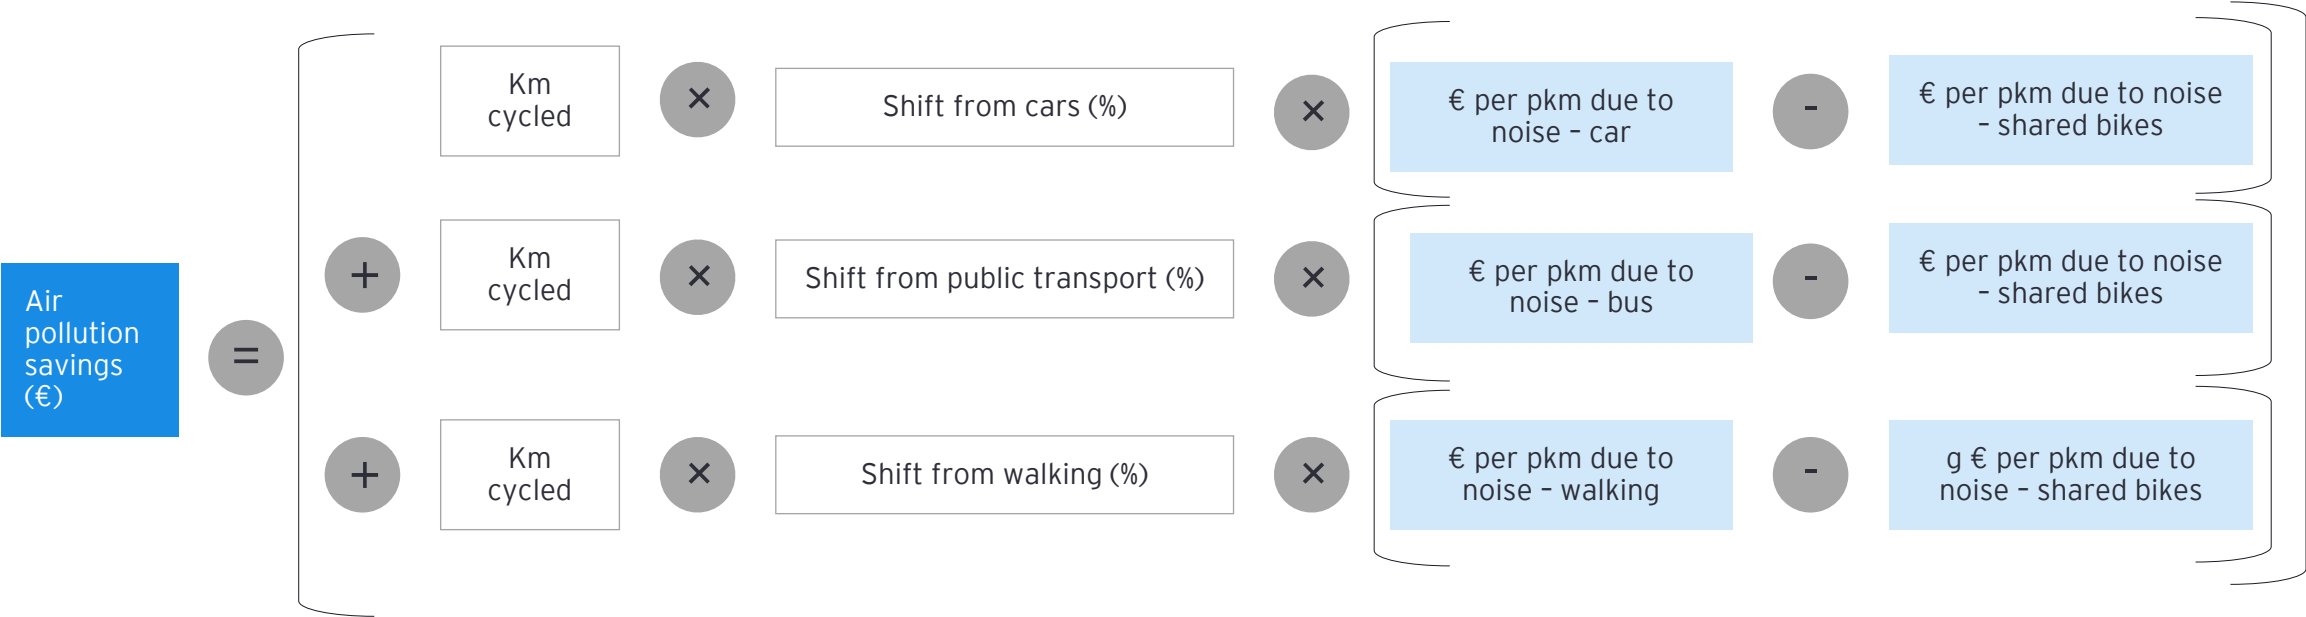 Air
pollution
savings
(€)
=
Km
cycled
×
Shift from cars (%)
×
€ per pkm due to
noise – car
-
€ per pkm due to noise
– shared bikes
+
Km
cycled
×
Shift from public transport (%)
×
€ per pkm due to
noise – bus
-
€ per pkm due to noise
– shared bikes
+
Km
cycled
×
Shift from walking (%)
×
€ per pkm due to
noise – walking
-
g € per pkm due to
noise – shared bikes